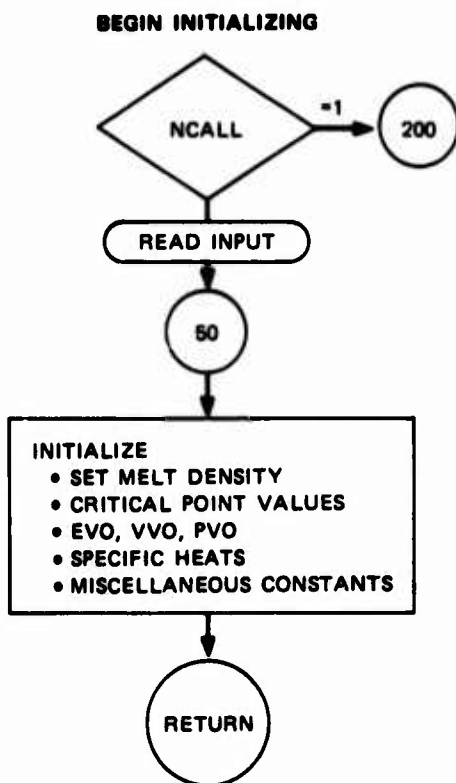 BEGIN INITIALIZING
NCALL
=1
200
READ INPUT
50
INITIALIZE
• SET MELT DENSITY
• CRITICAL POINT VALUES
• EVO, VVO, PVO
• SPECIFIC HEATS
• MISCELLANEOUS CONSTANTS
RETURN